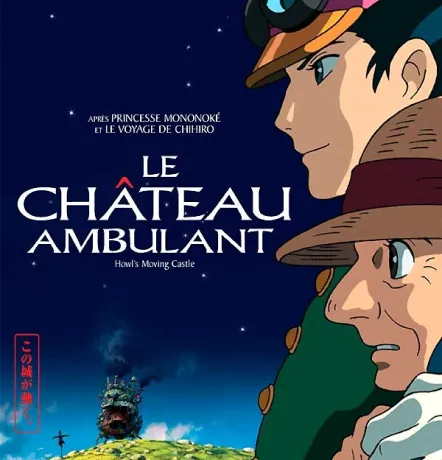 APRÈS PRINCESSE MONONOKÉ
ET LE VOYAGE DE CHIHIRO
LE
CHÂTEAU
AMBULANT
Howl's Moving Castle
この城が動く。